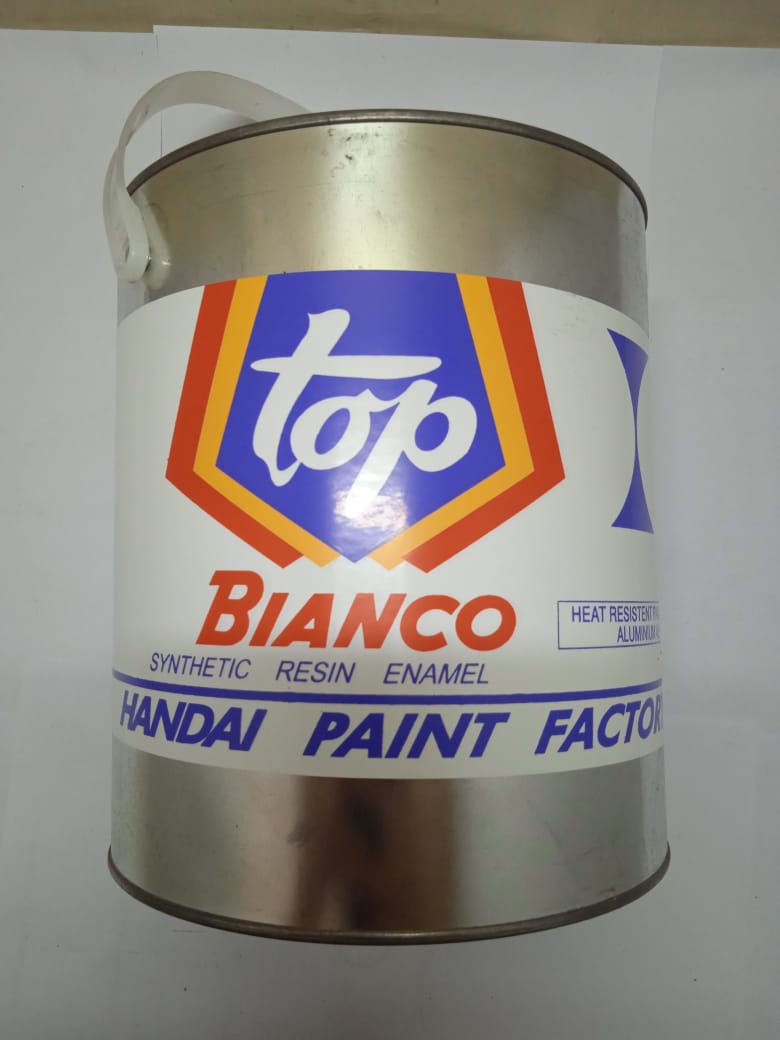 top
BIANCO
SYNTHETIC RESIN ENAMEL
HEAT RESISTENT
ALUMINIUM
HANDAI PAINT FACTOR